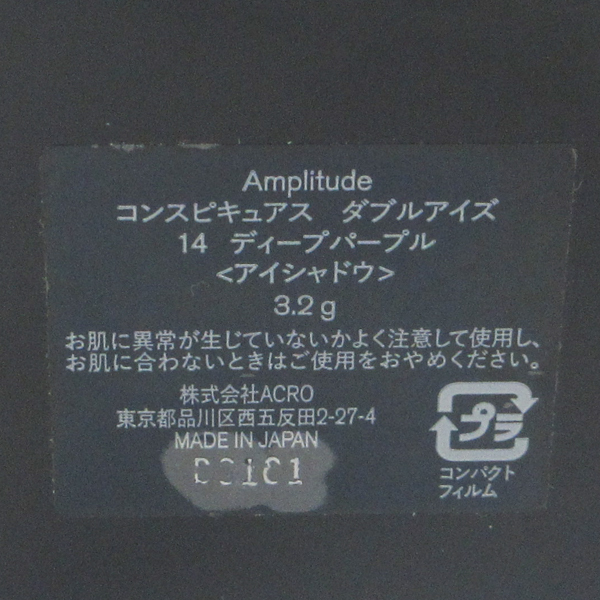 Amplitude
コンスピキュアス ダブルアイズ
14 ディープパープル
<アイシャドウ>
3.2 g
お肌に異常が生じていないかよく注意して使用し、
お肌に合わないときはご使用をおやめください。
株式会社ACRO
東京都品川区西五反田2-27-4
MADE IN JAPAN
プラ
コンパクト
フィルム